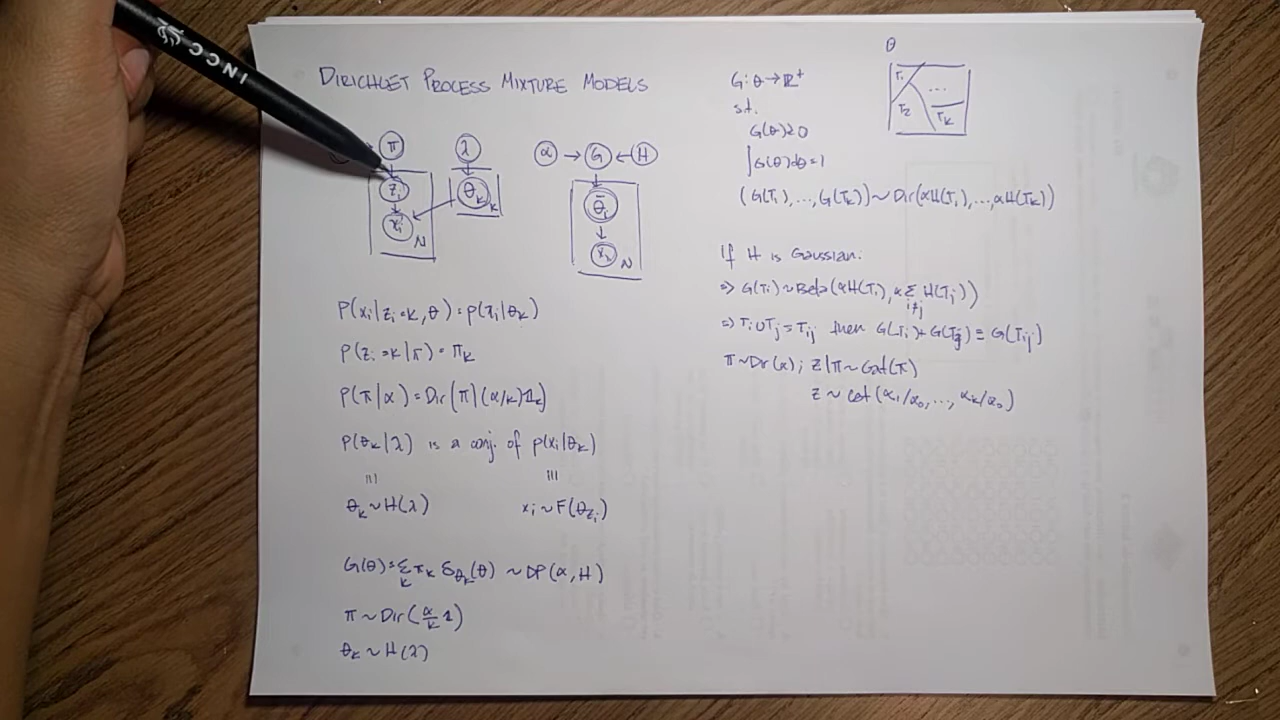 INCCC
DIRICHLET PROCESS MIXTURE MODELS
π
λ
z_i
θ_k
K
x_i
N
α → G ← H
θ̄_i
x_i
N
P(x_i|z_i=k,θ) = p(x_i|θ_k)
p(z_i=k|π) = π_k
P(π|α) = Dir(π|(α/K)1_k)
P(θ_k|λ) is a conj. of p(x_i|θ_k)
θ_k ~ H(λ) x_i ~ F(θ_{z_i})
G(θ) = Σ_k π_k δ_{θ_k}(θ) ~ DP(α, H)
π ~ Dir(α/K 1)
θ_k ~ H(λ)
θ
T_1
T_2
...
T_K
G: θ → ℝ⁺
st.
G(θ) ≥ 0
∫G(θ)dθ = 1
(G(T_1),...,G(T_K)) ~ Dir(αH(T_1),...,αH(T_K))
If H is Gaussian:
⇒ G(T_i) ~ Beta(αH(T_i), α Σ_{i≠j} H(T_j))
⇒ T_i ∪ T_j = T_ij then G(T_i) + G(T_j) = G(T_ij)
π ~ Dir(α); z|π ~ Cat(π)
z ~ Cat(α_1/α_0,...,α_K/α_0)